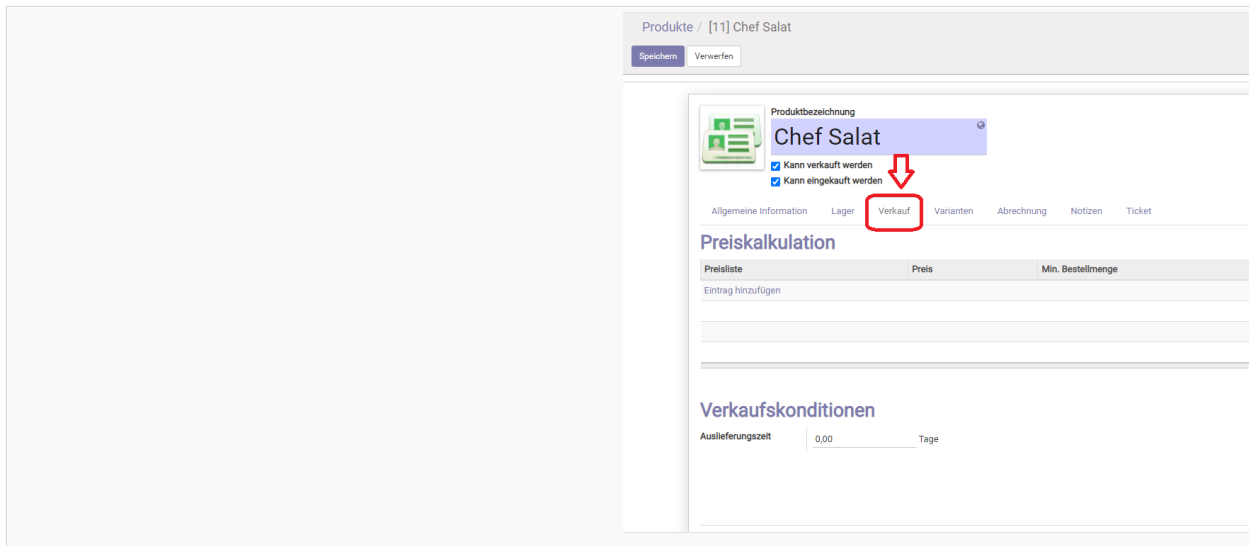 Produkte / [11] Chef Salat
Speichern Verwerfen
Produktbezeichnung
Chef Salat
Kann verkauft werden
Kann eingekauft werden
Allgemeine Information Lager Verkauf Varianten Abrechnung Notizen Ticket
Preiskalkulation
Preisliste Preis Min. Bestellmenge
Eintrag hinzufügen
Verkaufskonditionen
Auslieferungszeit 0,00 Tage